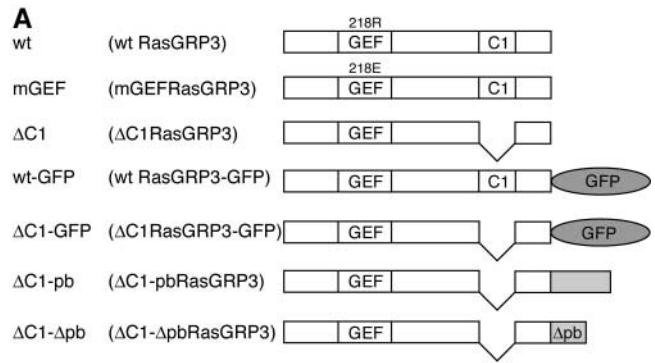 A
218R
wt (wt RasGRP3) GEF C1
218E
mGEF (mGEFRasGRP3) GEF C1
ΔC1 (ΔC1RasGRP3) GEF
wt-GFP (wt RasGRP3-GFP) GEF C1 GFP
ΔC1-GFP (ΔC1RasGRP3-GFP) GEF GFP
ΔC1-pb (ΔC1-pbRasGRP3) GEF
ΔC1-Δpb (ΔC1-ΔpbRasGRP3) GEF Δpb